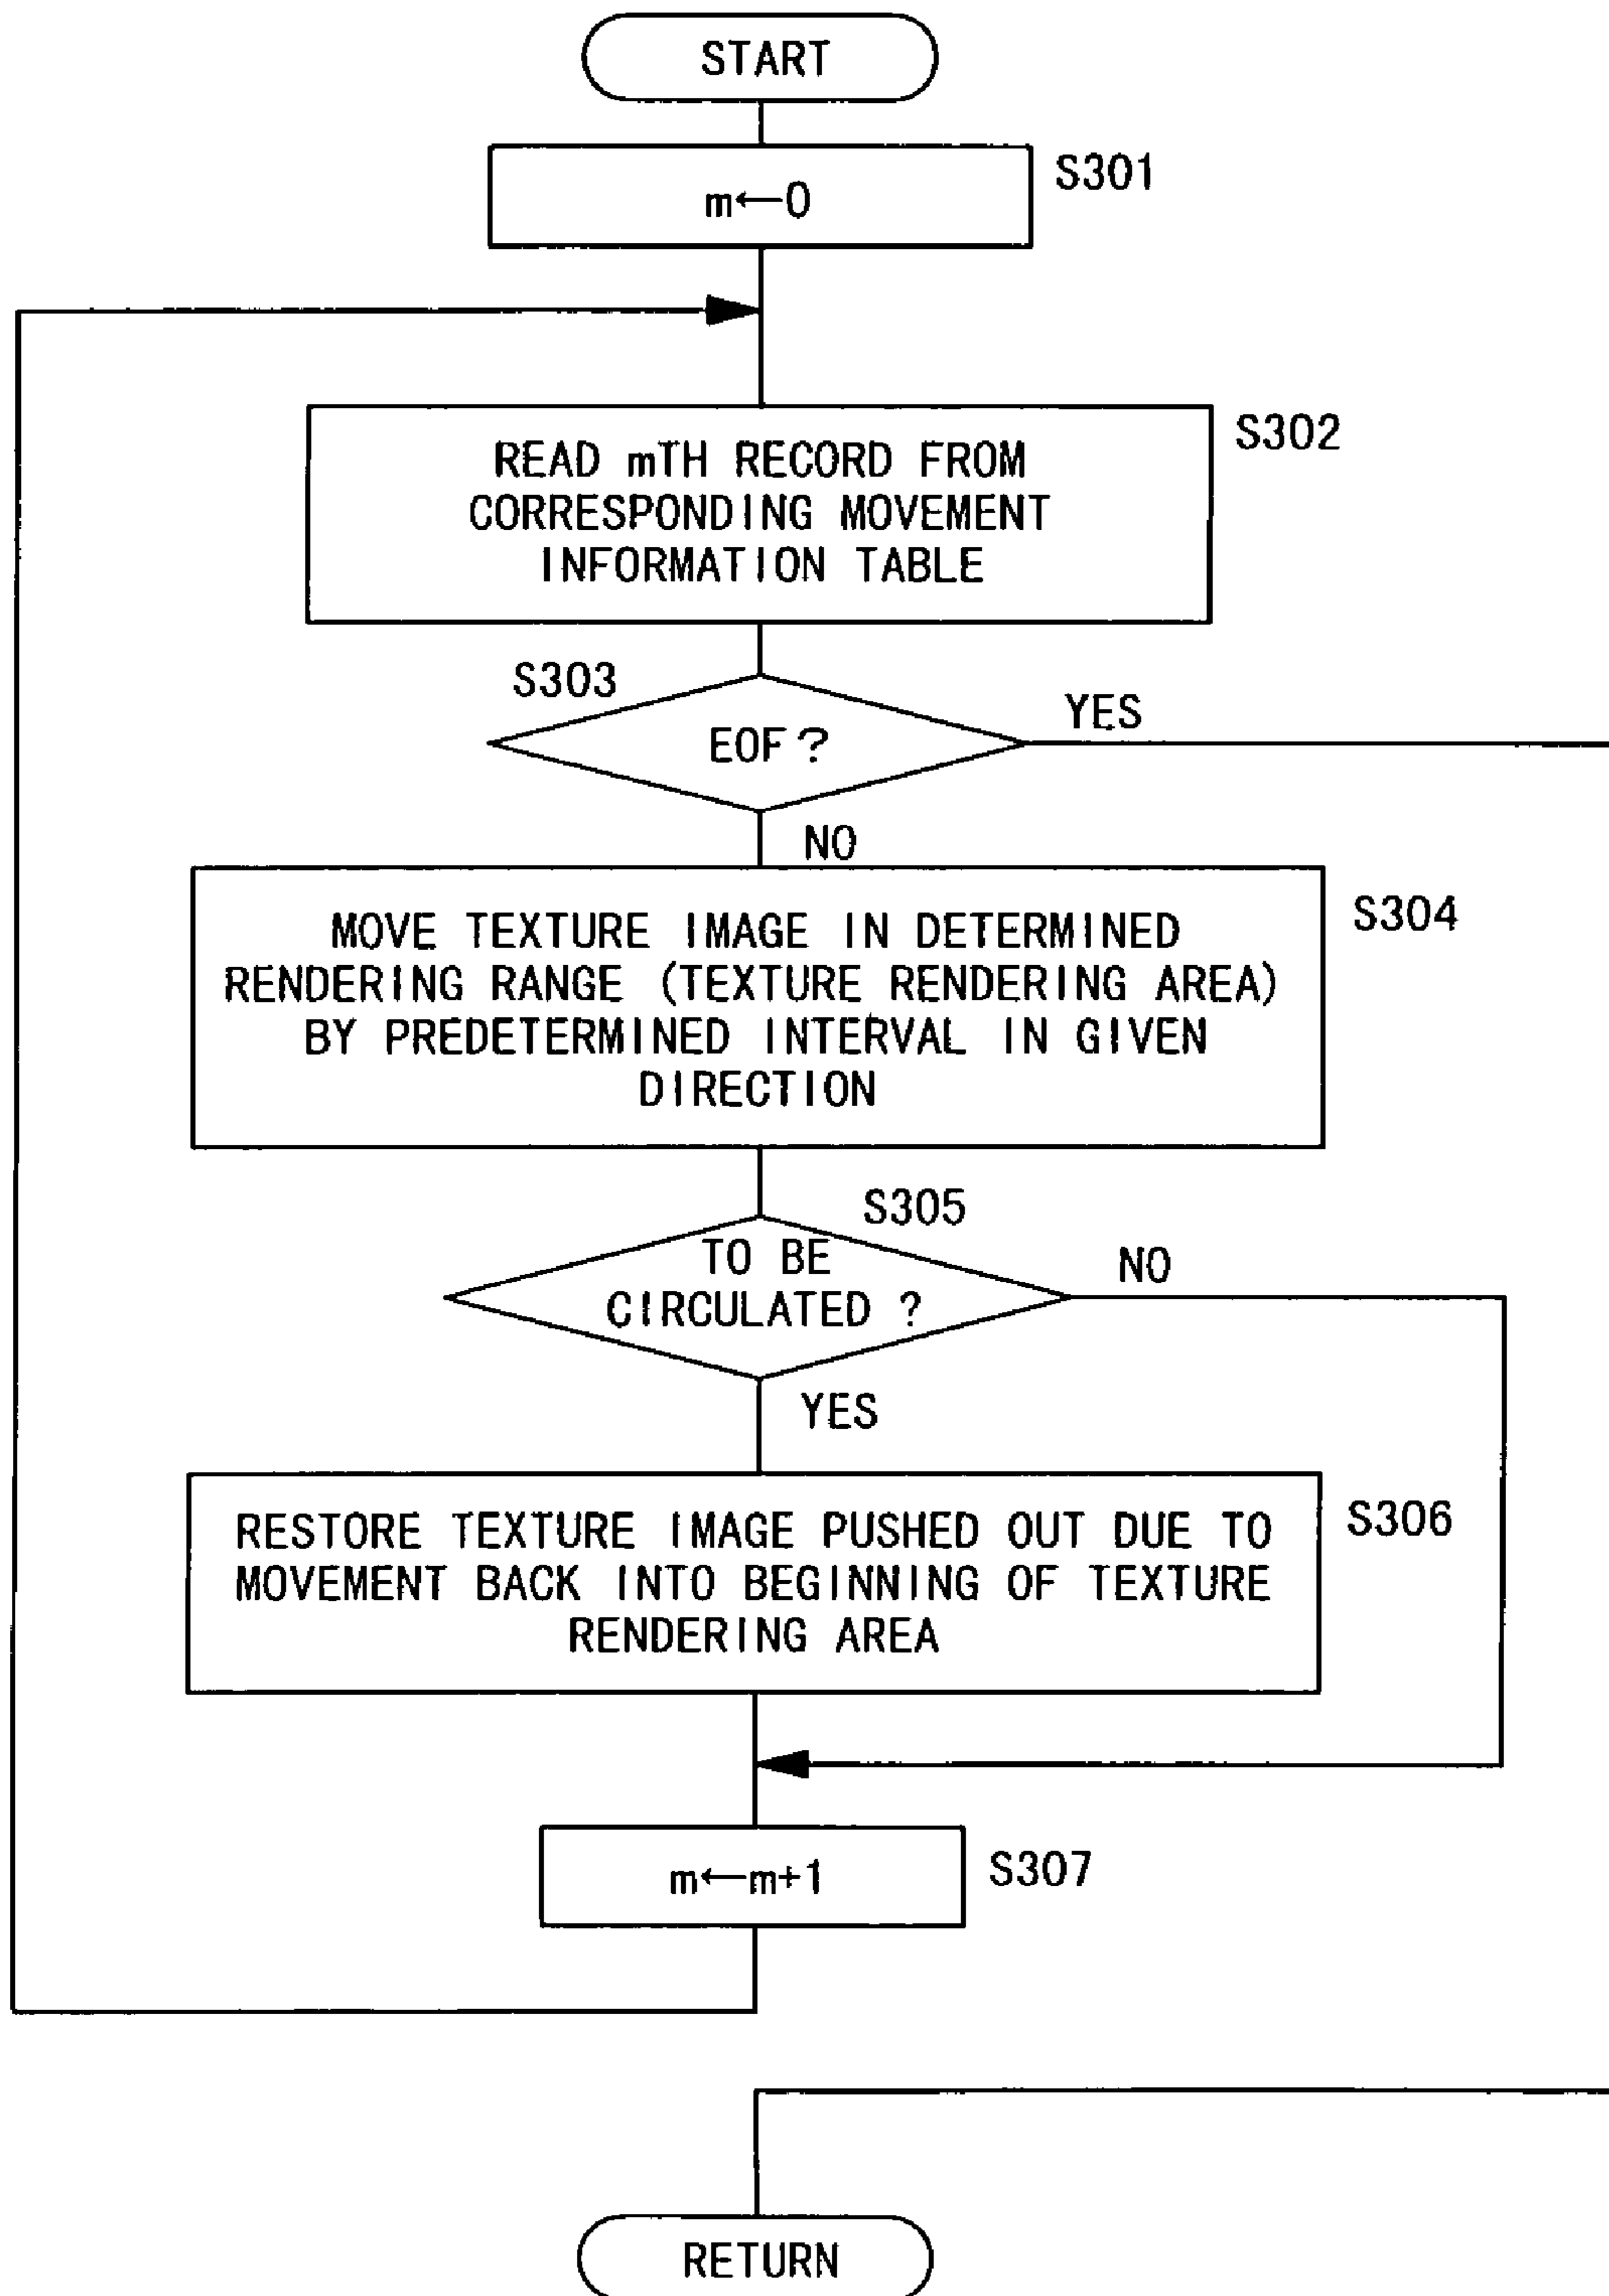 START
S301
m←0
S302
READ mTH RECORD FROM
CORRESPONDING MOVEMENT
INFORMATION TABLE
S303
YES
EOF?
NO
S304
MOVE TEXTURE IMAGE IN DETERMINED
RENDERING RANGE (TEXTURE RENDERING AREA)
BY PREDETERMINED INTERVAL IN GIVEN
DIRECTION
S305
TO BE
CIRCULATED ?
NO
YES
S306
RESTORE TEXTURE IMAGE PUSHED OUT DUE TO
MOVEMENT BACK INTO BEGINNING OF TEXTURE
RENDERING AREA
S307
m←m+1
RETURN